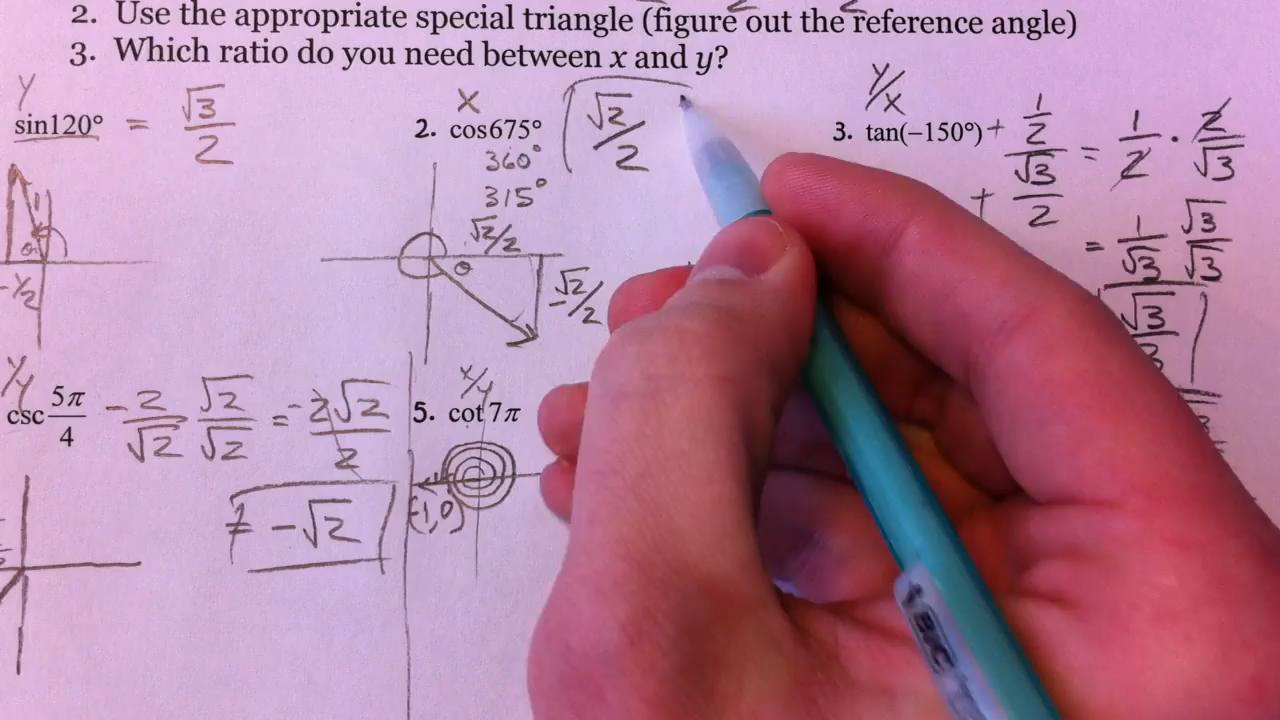 2. Use the appropriate special triangle (figure out the reference angle)
3. Which ratio do you need between x and y?
y
sin120° = √3/2
-1/2
x
2. cos675°
360°
315°
√2/2
√2/2
θ
-√2/2
y/x
3. tan(−150°) + 1/2 / √3/2 = 1/2 · 2/√3
+
= 1/√3 √3/√3
√3
csc 5π/4 -2/√2 √2/√2 = -2√2/2
= -√2
x/y
5. cot 7π
(-1,0)
BIC